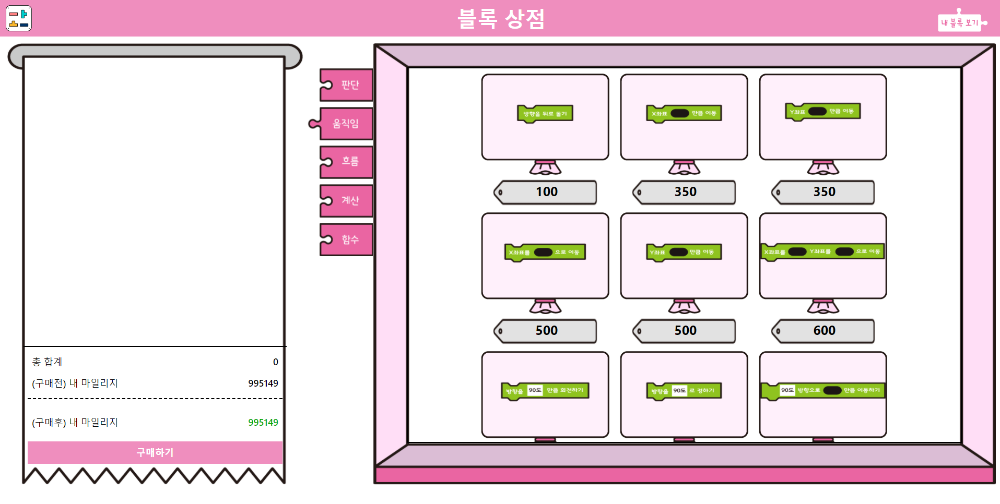 블록 상점
내 블록 보기
총 합계 0
(구매전) 내 마일리지 995149
(구매후) 내 마일리지 995149
구매하기
판단
움직임
흐름
계산
함수
방향을 뒤로 돌기
X좌표 만큼 이동
Y좌표 만큼 이동
100
350
350
X좌표를 으로 이동
Y좌표 만큼 이동
X좌표를 Y좌표를 으로 이동
500
500
600
방향을 90도 만큼 회전하기
방향을 90도 로 정하기
90도 방향으로 만큼 이동하기